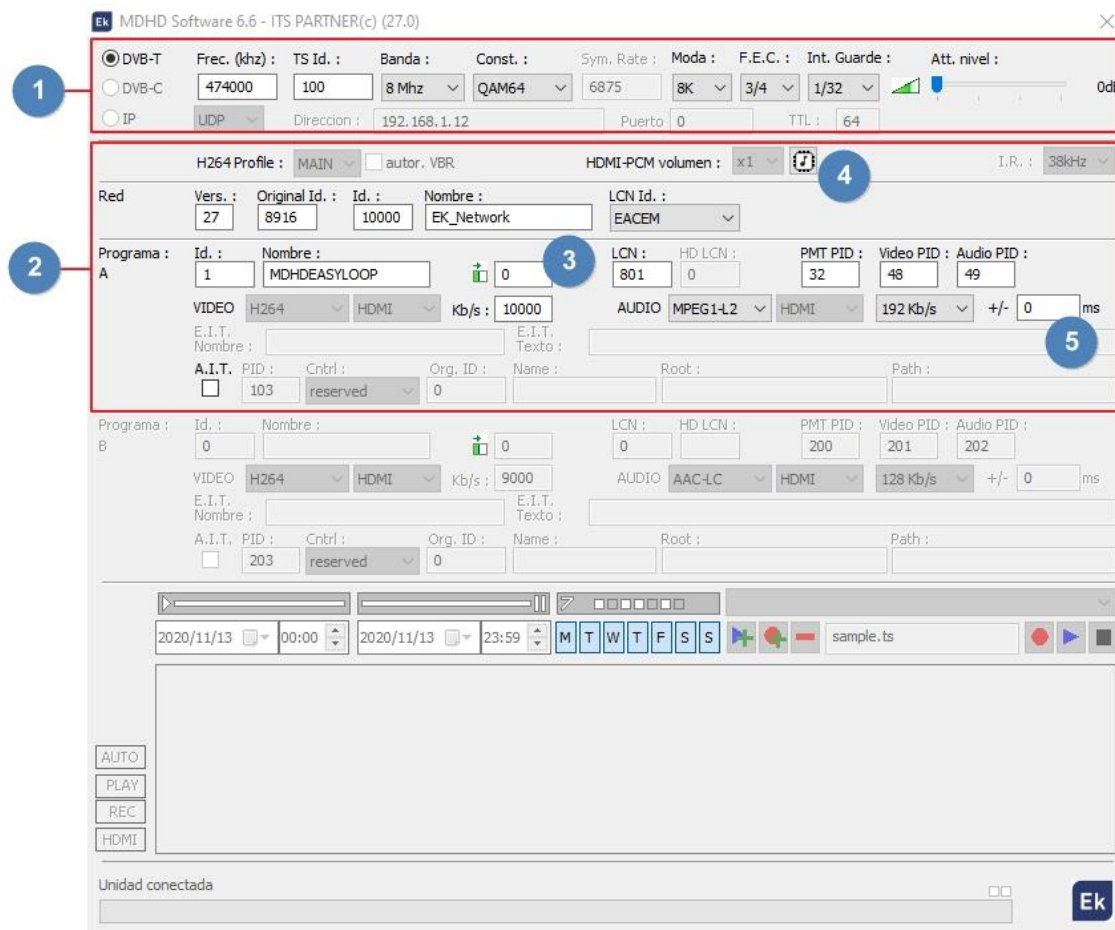 Ek MDHD Software 6.6 - ITS PARTNER(c) (27.0)
DVB-T Frec. (khz) : TS Id. : Banda : Const. : Sym. Rate : Moda : F.E.C. : Int. Guarde : Att. nivel :
1 DVB-C 474000 100 8 Mhz QAM64 6875 8K 3/4 1/32 0d
IP UDP Direccion : 192.168.1.12 Puerto 0 TTL : 64
H264 Profile : MAIN autor. VBR HDMI-PCM volumen : x1 4 I.R. : 38kHz
Red Vers. : Original Id. : Id. : Nombre : LCN Id. :
27 8916 10000 EK_Network EACEM
2 Programa : Id. : Nombre : 3 LCN : HD LCN : PMT PID : Video PID : Audio PID :
A 1 MDHDEASYLOOP 0 801 0 32 48 49
VIDEO H264 HDMI Kb/s : 10000 AUDIO MPEG1-L2 HDMI 192 Kb/s +/- 0 ms
E.I.T. Nombre : E.I.T. Texto : 5
A.I.T. PID : Cntrl : Org. ID : Name : Root : Path :
103 reserved 0
Programa : Id. : Nombre : LCN : HD LCN : PMT PID : Video PID : Audio PID :
B 0 0 0 200 201 202
VIDEO H264 HDMI Kb/s : 9000 AUDIO AAC-LC HDMI 128 Kb/s +/- 0 ms
E.I.T. Nombre : E.I.T. Texto :
A.I.T. PID : Cntrl : Org. ID : Name : Root : Path :
203 reserved 0
2020/11/13 00:00 2020/11/13 23:59 M T W T F S S sample.ts
AUTO
PLAY
REC
HDMI
Unidad conectada
Ek